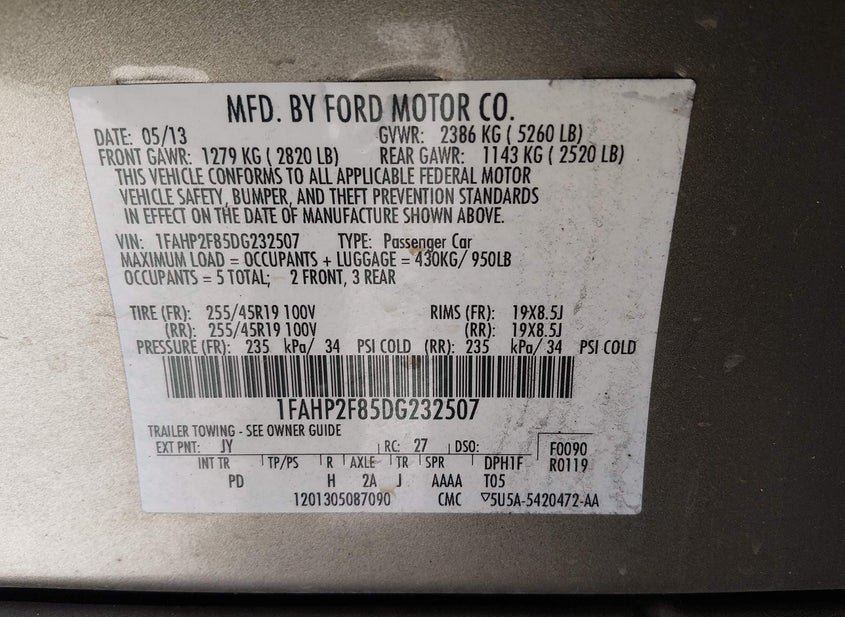 MFD. BY FORD MOTOR CO.
DATE: 05/13 GVWR: 2386 KG ( 5260 LB)
FRONT GAWR: 1279 KG ( 2820 LB) REAR GAWR: 1143 KG ( 2520 LB)
THIS VEHICLE CONFORMS TO ALL APPLICABLE FEDERAL MOTOR
VEHICLE SAFETY, BUMPER, AND THEFT PREVENTION STANDARDS
IN EFFECT ON THE DATE OF MANUFACTURE SHOWN ABOVE.
VIN: 1FAHP2F85DG232507 TYPE: Passenger Car
MAXIMUM LOAD = OCCUPANTS + LUGGAGE = 430KG/ 950LB
OCCUPANTS = 5 TOTAL; 2 FRONT, 3 REAR
TIRE (FR): 255/45R19 100V RIMS (FR): 19X8.5J
(RR): 255/45R19 100V (RR): 19X8.5J
PRESSURE (FR): 235 kPa/ 34 PSI COLD (RR): 235 kPa/ 34 PSI COLD
1FAHP2F85DG232507
TRAILER TOWING - SEE OWNER GUIDE
EXT PNT: JY RC: 27 DSO: F0090
INT TR TP/PS R AXLE TR SPR DPH1F R0119
PD H 2A J AAAA T05
1201305087090 CMC ▽5U5A-5420472-AA